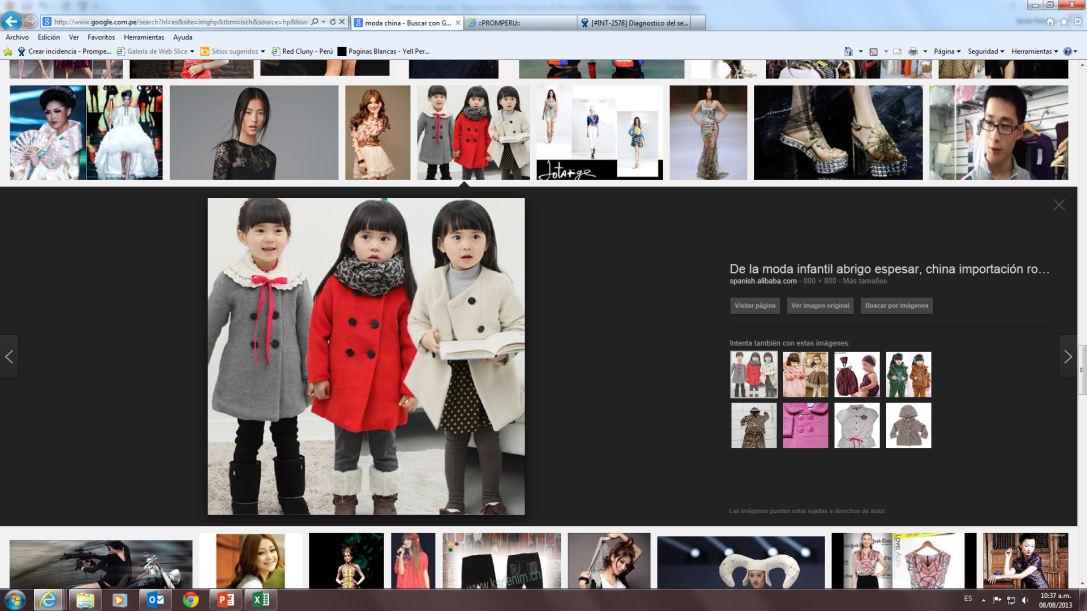 http://www.google.com.pe/search?hl=es&site=imghp&tbm=isch&source=hp&biw
moda china - Buscar con G...
::PROMPERU::
[#INT-2578] Diagnostico del se...
Archivo Edición Ver Favoritos Herramientas Ayuda
Crear incidencia - Prompe... Galería de Web Slice Sitios sugeridos Red Cluny - Perú Paginas Blancas - Yell Per...
Página Seguridad Herramientas
Jotarge
De la moda infantil abrigo espesar, china importación ro...
spanish.alibaba.com - 800 × 800 - Más tamaños
Visitar página Ver imagen original Buscar por imágenes
Intenta también con estas imágenes:
Las imágenes pueden estar sujetas a derechos de autor.
ES
10:37 a.m.
08/08/2013